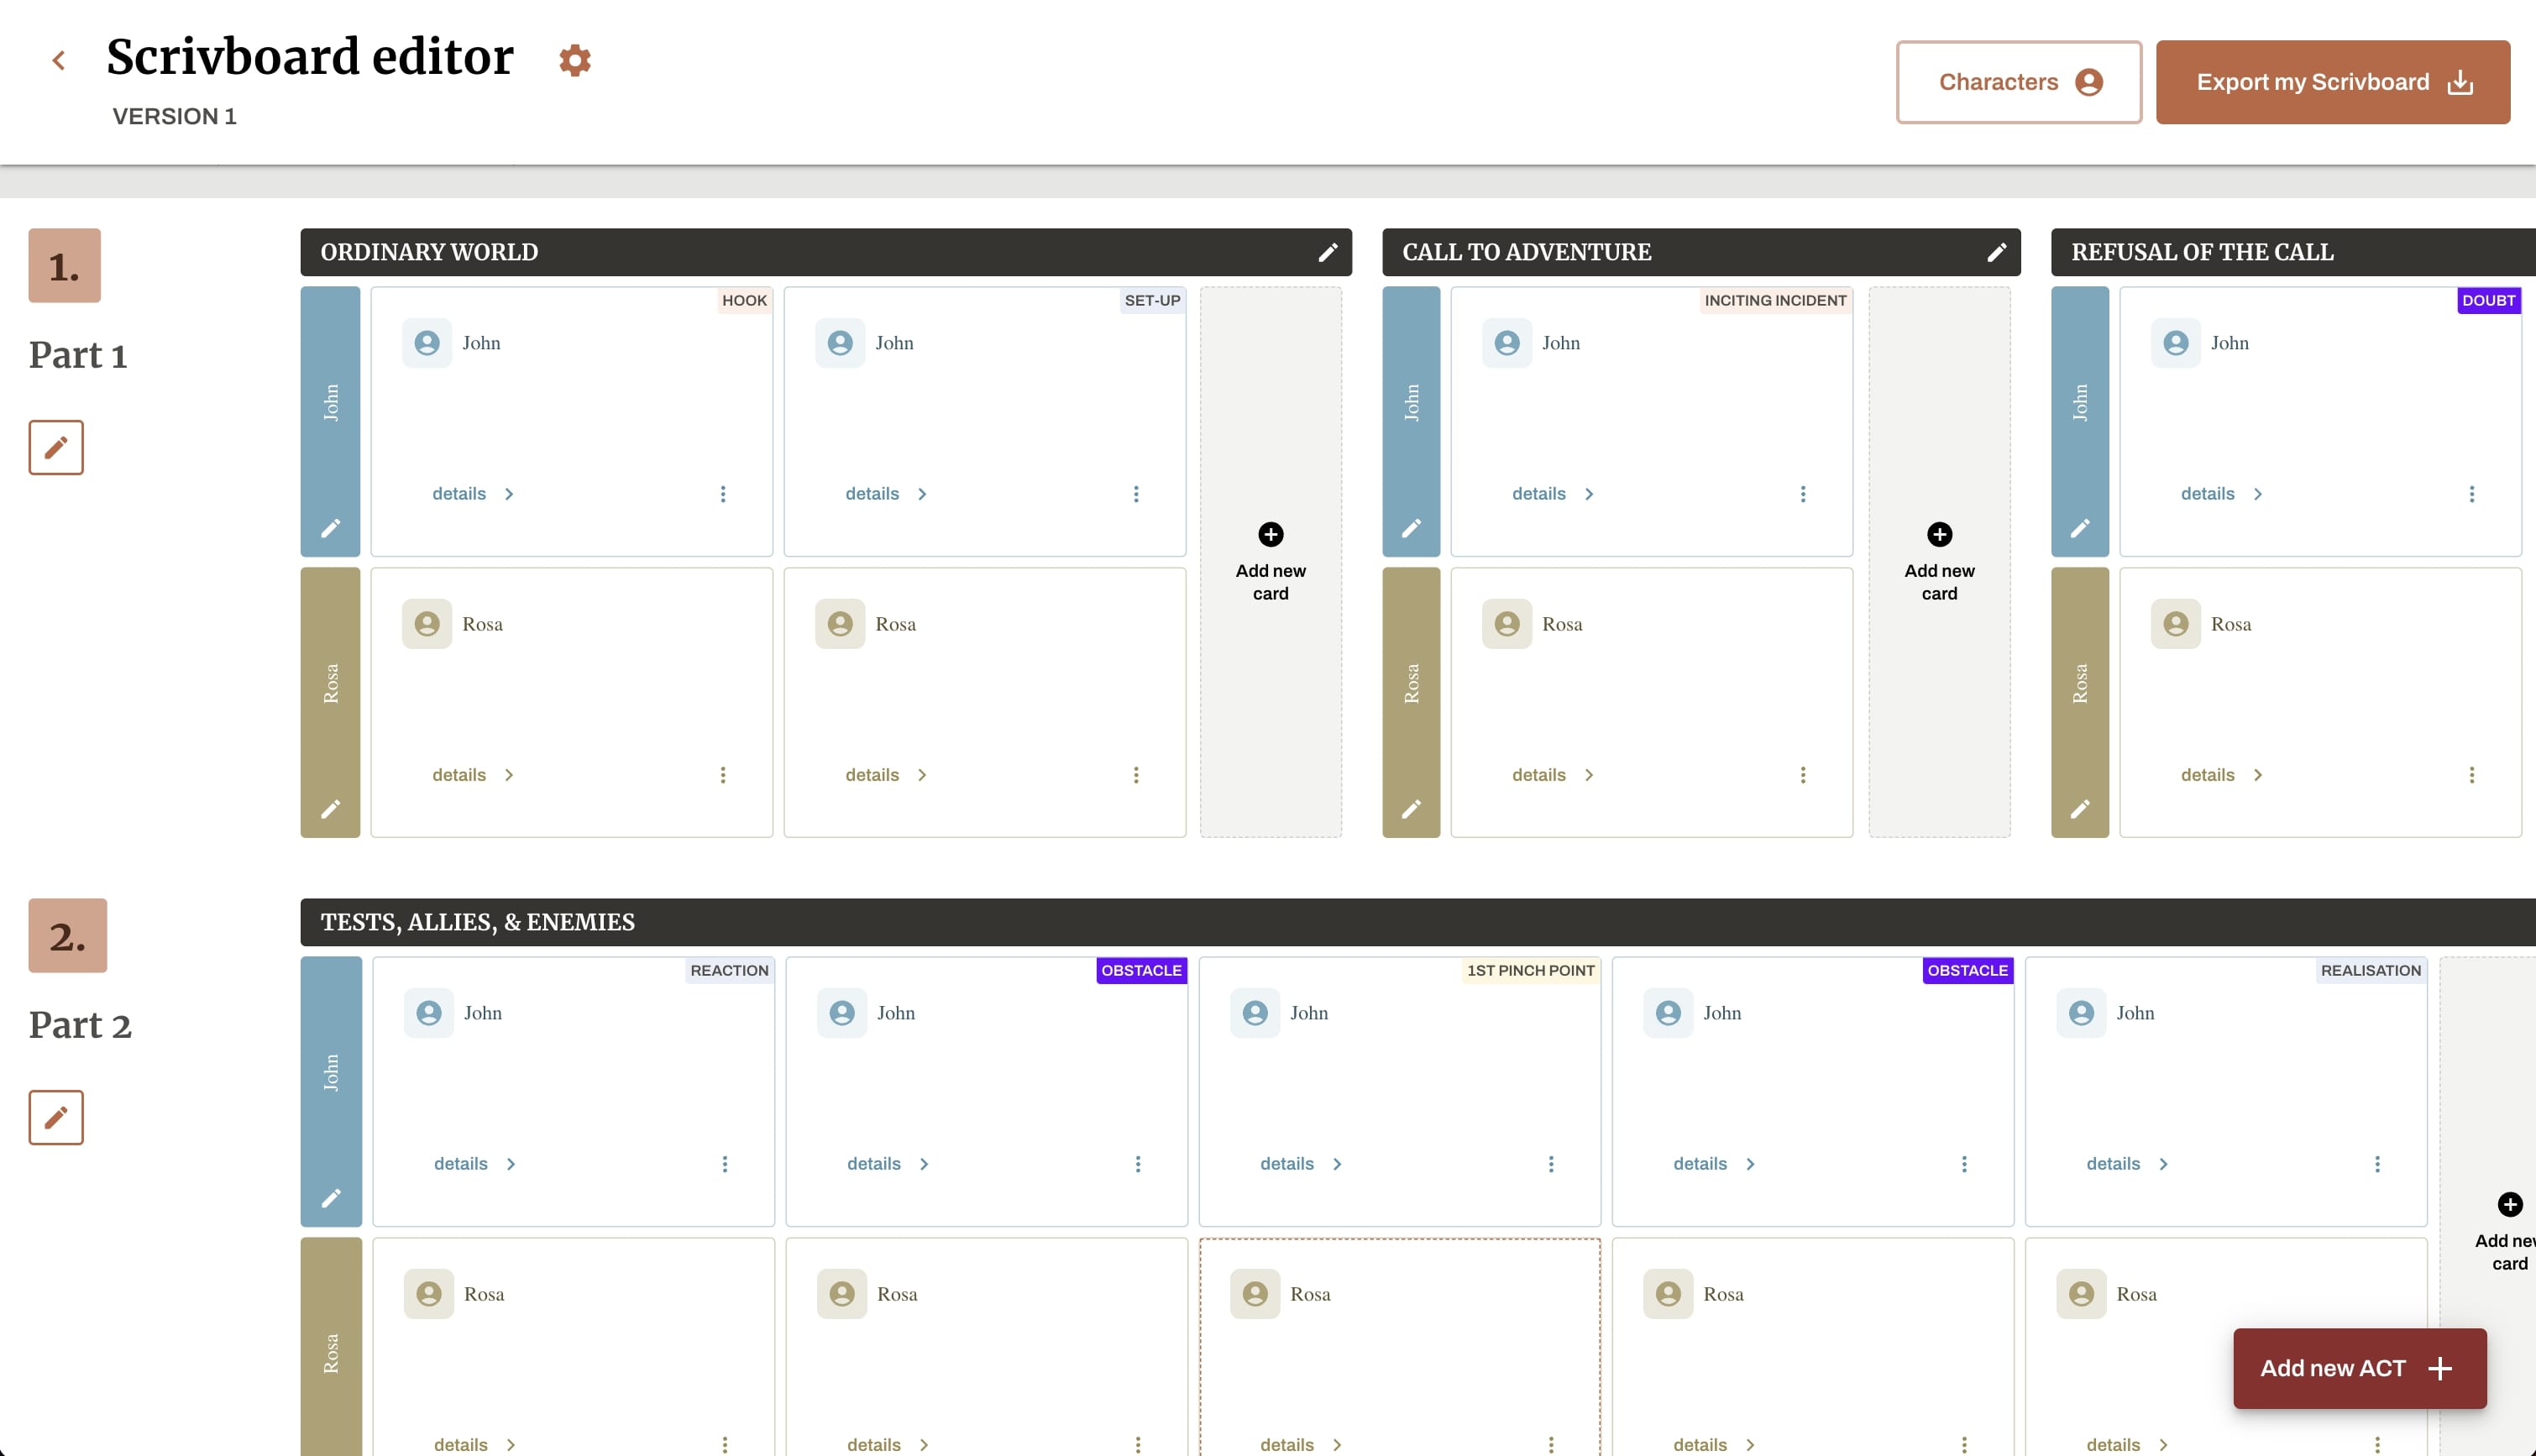 Scrivboard editor
VERSION 1
Characters
Export my Scrivboard
1.
Part 1
ORDINARY WORLD
CALL TO ADVENTURE
REFUSAL OF THE CALL
John
HOOK
John
details
SET-UP
John
details
John
INCITING INCIDENT
John
details
John
DOUBT
John
details
Add new
card
Add new
card
Rosa
Rosa
details
Rosa
details
Rosa
Rosa
details
Rosa
Rosa
details
2.
Part 2
TESTS, ALLIES, & ENEMIES
John
REACTION
John
details
OBSTACLE
John
details
1ST PINCH POINT
John
details
OBSTACLE
John
details
REALISATION
John
details
Add new
card
Rosa
Rosa
details
Rosa
details
Rosa
details
Rosa
details
Rosa
details
Add new ACT